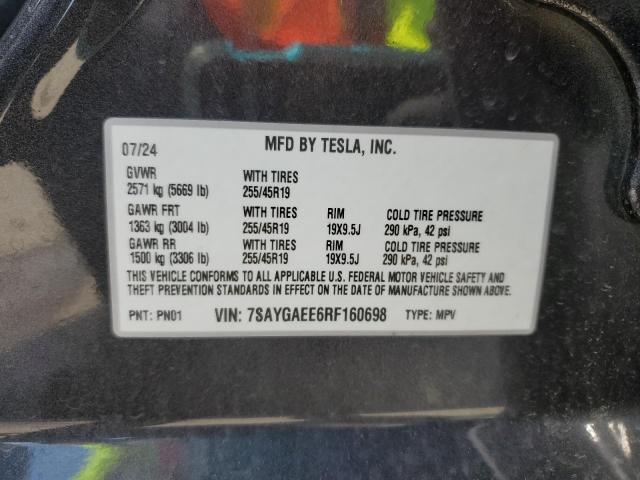 07/24 MFD BY TESLA, INC.
GVWR WITH TIRES
2571 kg (5669 lb) 255/45R19
GAWR FRT WITH TIRES RIM COLD TIRE PRESSURE
1363 kg (3004 lb) 255/45R19 19X9.5J 290 kPa, 42 psi
GAWR RR WITH TIRES RIM COLD TIRE PRESSURE
1500 kg (3306 lb) 255/45R19 19X9.5J 290 kPa, 42 psi
THIS VEHICLE CONFORMS TO ALL APPLICABLE U.S. FEDERAL MOTOR VEHICLE SAFETY AND
THEFT PREVENTION STANDARDS IN EFFECT ON THE DATE OF MANUFACTURE SHOWN ABOVE.
PNT: PN01 VIN: 7SAYGAEE6RF160698 TYPE: MPV